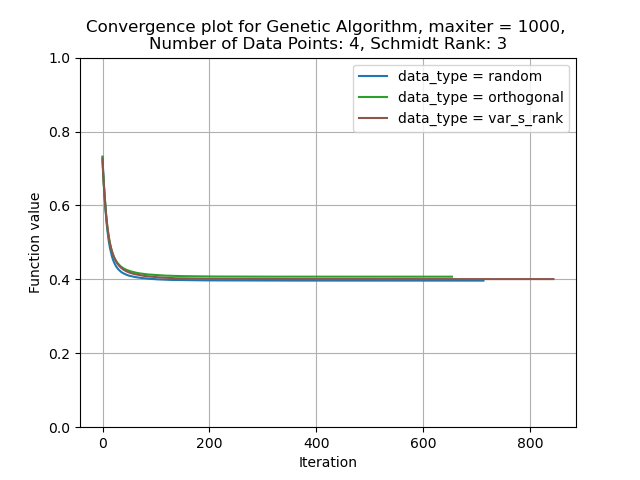 Convergence plot for Genetic Algorithm, maxiter = 1000,
Number of Data Points: 4, Schmidt Rank: 3
data_type = random
data_type = orthogonal
data_type = var_s_rank
Function value
1.0
0.8
0.6
0.4
0.2
0.0
0 200 400 600 800
Iteration